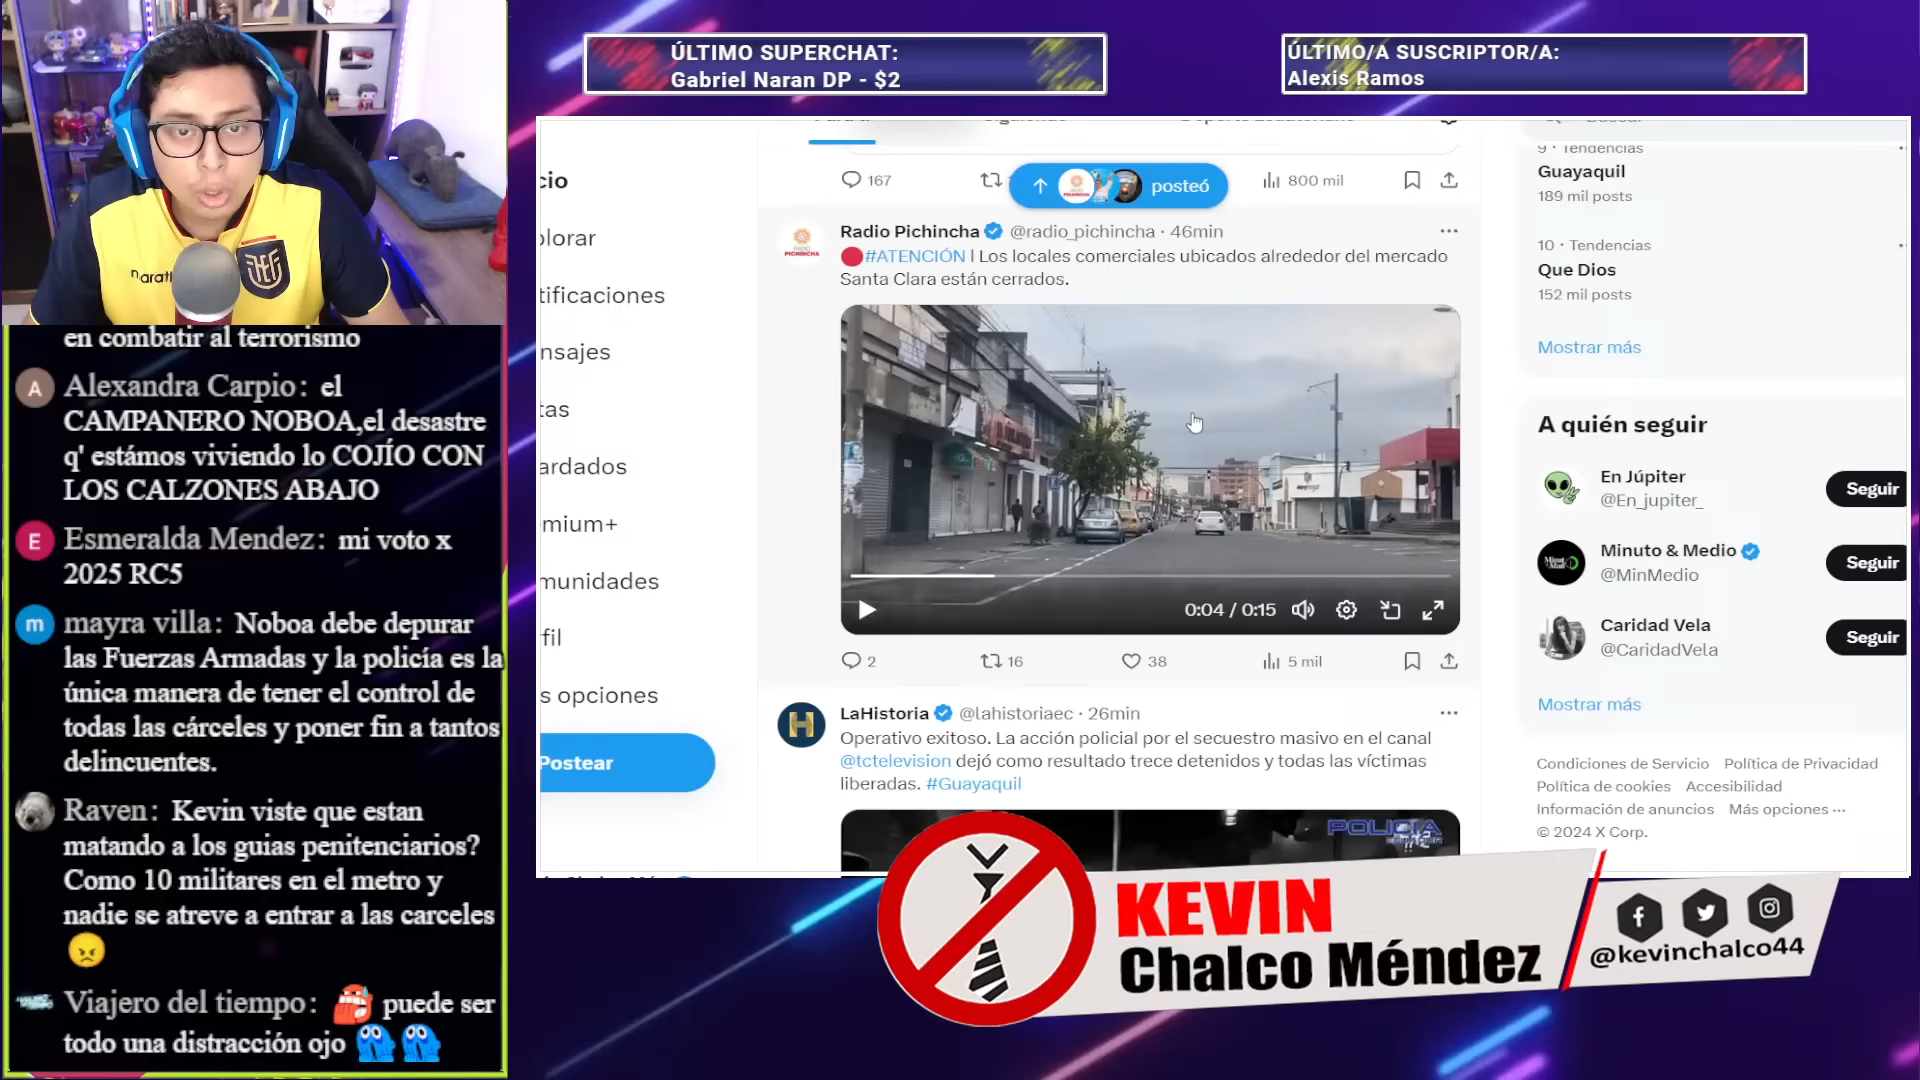 ÚLTIMO SUPERCHAT:
Gabriel Naran DP - $2
ÚLTIMO/A SUSCRIPTOR/A:
Alexis Ramos
en combatir al terrorismo
A
Alexandra Carpio: el
CAMPANERO NOBOA,el desastre
q' estámos viviendo lo COJÍO CON
LOS CALZONES ABAJO
E
Esmeralda Mendez: mi voto x
2025 RC5
m
mayra villa: Noboa debe depurar
las Fuerzas Armadas y la policía es la
única manera de tener el control de
todas las cárceles y poner fin a tantos
delincuentes.
Raven: Kevin viste que estan
matando a los guias penitenciarios?
Como 10 militares en el metro y
nadie se atreve a entrar a las carceles
😠
Viajero del tiempo: puede ser
todo una distracción ojo
cio
plorar
tificaciones
nsajes
tas
ardados
emium+
munidades
rfil
s opciones
Postear
167
posteó
800 mil
Radio Pichincha @radio_pichincha · 46min
🔴#ATENCIÓN | Los locales comerciales ubicados alrededor del mercado
Santa Clara están cerrados.
0:04 / 0:15
2
16
38
5 mil
H
LaHistoria @lahistoriaec · 26min
Operativo exitoso. La acción policial por el secuestro masivo en el canal
@tctelevision dejó como resultado trece detenidos y todas las víctimas
liberadas. #Guayaquil
POLICIA
9 · Tendencias
Guayaquil
189 mil posts
10 · Tendencias
Que Dios
152 mil posts
Mostrar más
A quién seguir
En Júpiter
@En_jupiter_
Seguir
Minuto & Medio
@MinMedio
Seguir
Caridad Vela
@CaridadVela
Seguir
Mostrar más
Condiciones de Servicio Política de Privacidad
Política de cookies Accesibilidad
Información de anuncios Más opciones ···
© 2024 X Corp.
KEVIN
Chalco Méndez
@kevinchalco44